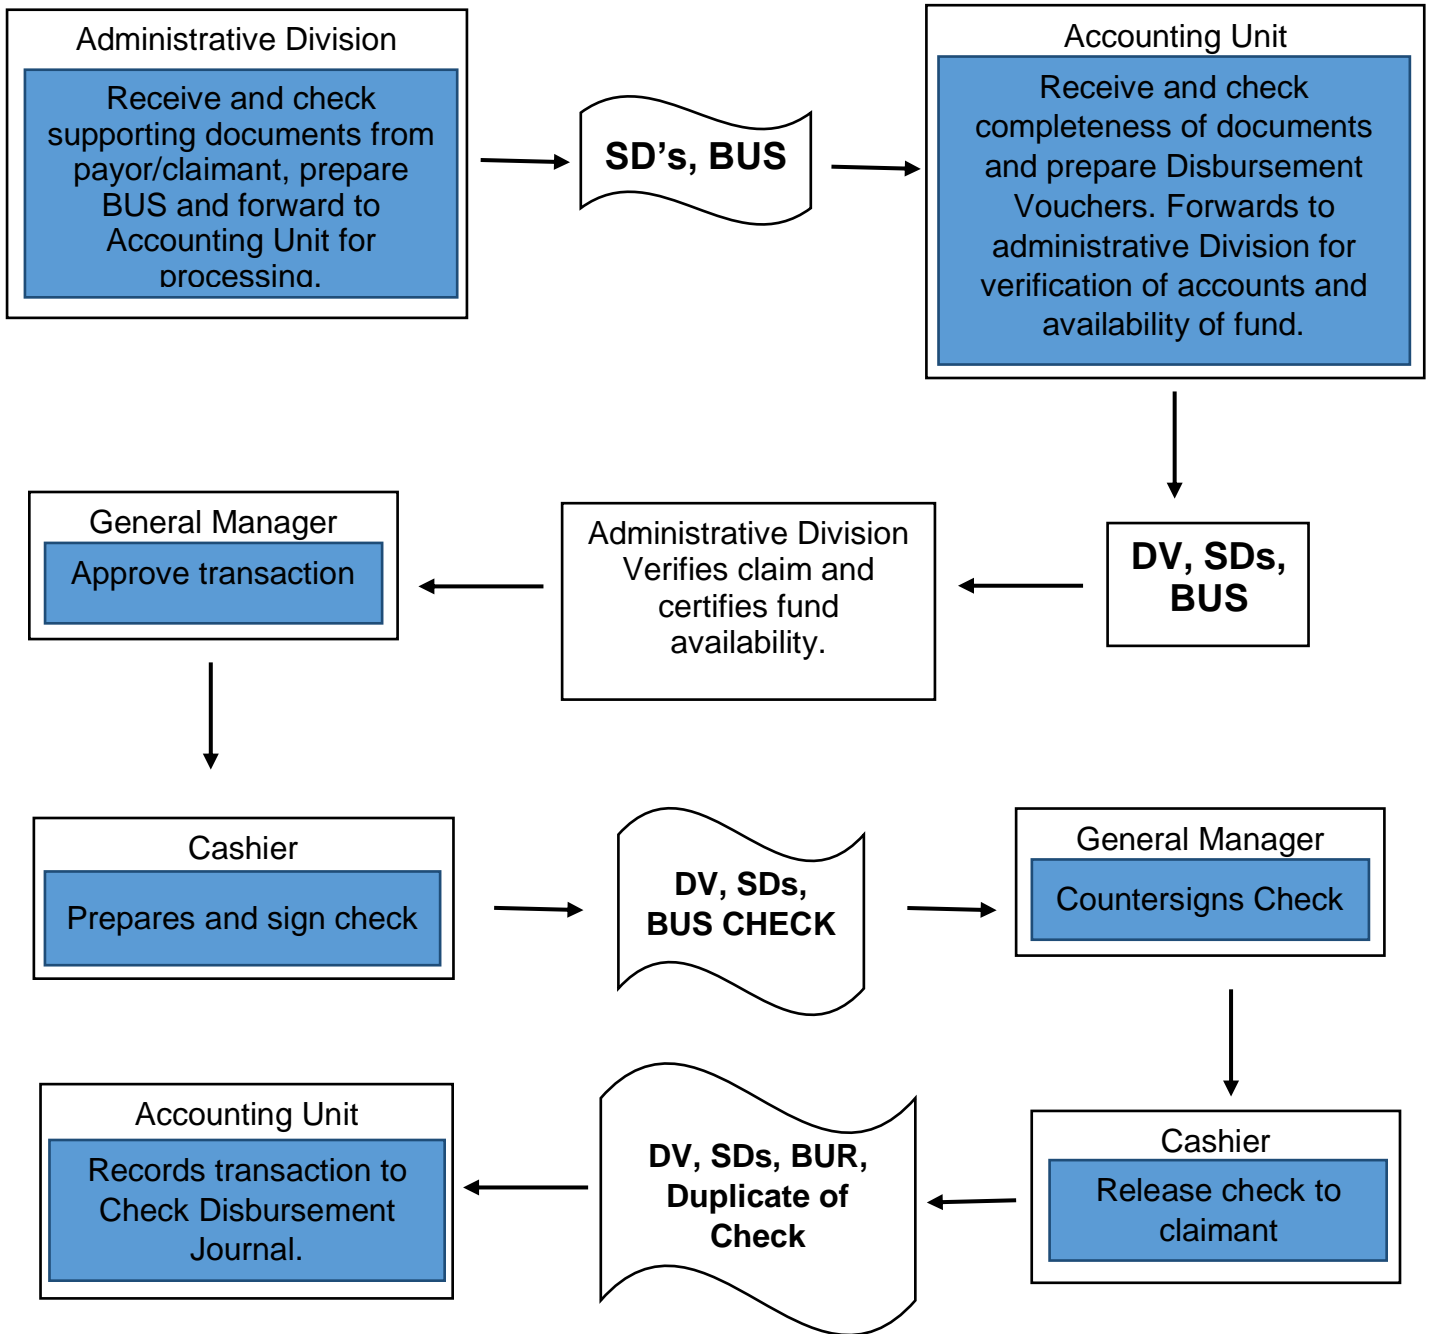 Administrative Division
Receive and check
supporting documents from
payor/claimant, prepare
BUS and forward to
Accounting Unit for
processing.
SD’s, BUS
Accounting Unit
Receive and check
completeness of documents
and prepare Disbursement
Vouchers. Forwards to
administrative Division for
verification of accounts and
availability of fund.
DV, SDs,
BUS
Administrative Division
Verifies claim and
certifies fund
availability.
General Manager
Approve transaction
Cashier
Prepares and sign check
DV, SDs,
BUS CHECK
General Manager
Countersigns Check
Cashier
Release check to
claimant
DV, SDs, BUR,
Duplicate of
Check
Accounting Unit
Records transaction to
Check Disbursement
Journal.